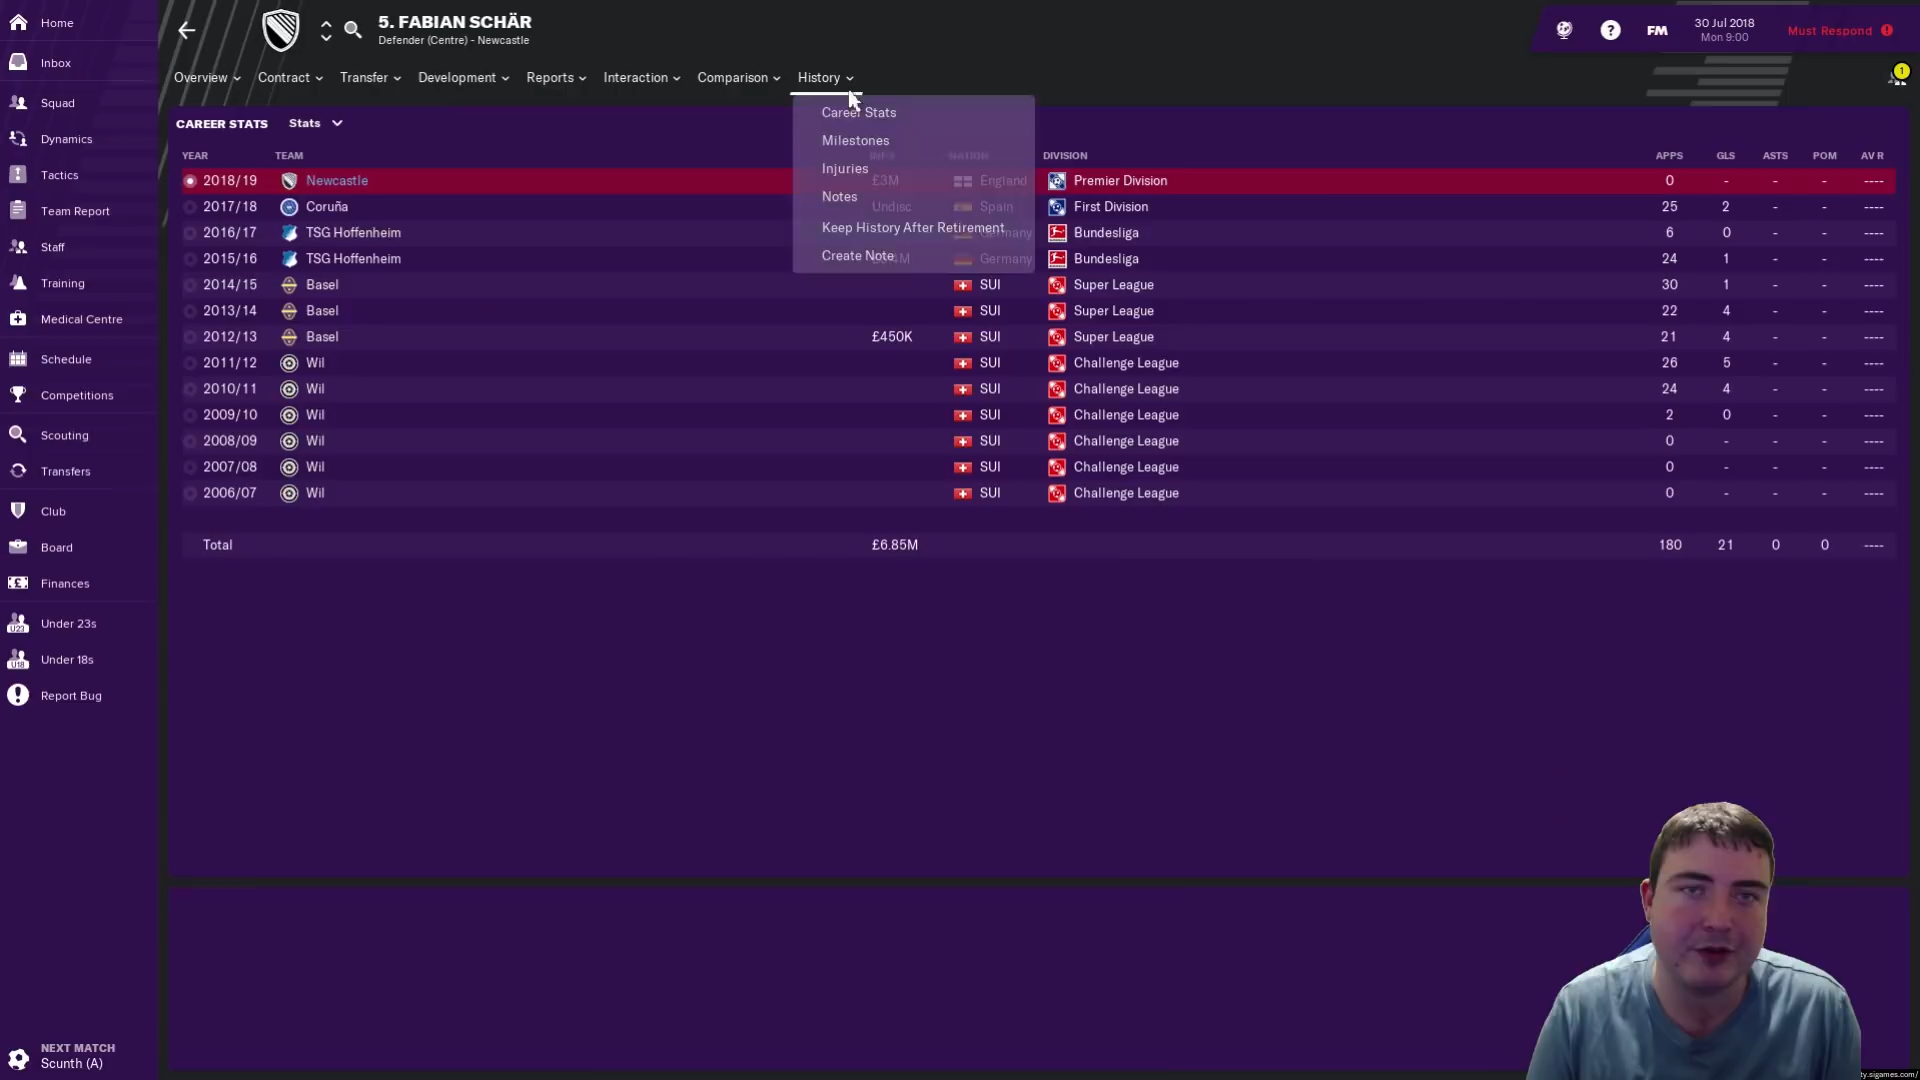 Home
Inbox
Squad
Dynamics
Tactics
Team Report
Staff
Training
Medical Centre
Schedule
Competitions
Scouting
Transfers
Club
Board
Finances
U23 Under 23s
U18 Under 18s
Report Bug
NEXT MATCH
Scunth (A)
5. FABIAN SCHÄR
Defender (Centre) - Newcastle
FM
30 Jul 2018
Mon 9:00
Must Respond
1
Overview Contract Transfer Development Reports Interaction Comparison History
Career Stats
Milestones
Injuries
Notes
Keep History After Retirement
Create Note
CAREER STATS Stats
YEAR TEAM INFO NATION DIVISION APPS GLS ASTS POM AV R
2018/19 Newcastle £3M England Premier Division 0 - - - ----
2017/18 Coruña Undisc Spain First Division 25 2 - - ----
2016/17 TSG Hoffenheim Germany Bundesliga 6 0 - - ----
2015/16 TSG Hoffenheim Germany Bundesliga 24 1 - - ----
2014/15 Basel SUI Super League 30 1 - - ----
2013/14 Basel SUI Super League 22 4 - - ----
2012/13 Basel £450K SUI Super League 21 4 - - ----
2011/12 Wil SUI Challenge League 26 5 - - ----
2010/11 Wil SUI Challenge League 24 4 - - ----
2009/10 Wil SUI Challenge League 2 0 - - ----
2008/09 Wil SUI Challenge League 0 - - - ----
2007/08 Wil SUI Challenge League 0 - - - ----
2006/07 Wil SUI Challenge League 0 - - - ----
Total £6.85M 180 21 0 0 ----
ty.sigames.com/